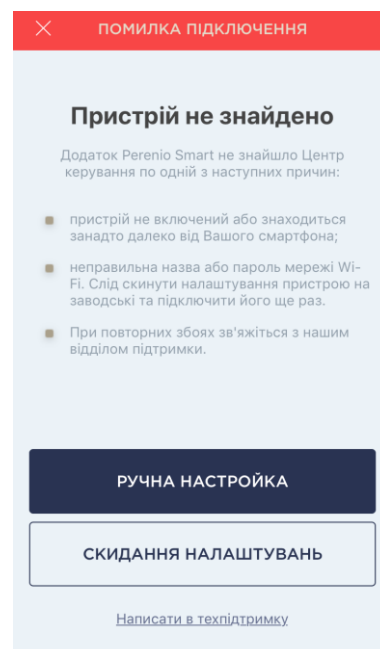 ПОМИЛКА ПІДКЛЮЧЕННЯ
Пристрій не знайдено
Додаток Perenio Smart не знайшло Центр
керування по одній з наступних причин:
пристрій не включений або знаходиться
занадто далеко від Вашого смартфона;
неправильна назва або пароль мережі Wi-
Fi. Слід скинути налаштування пристрою на
заводські та підключити його ще раз.
При повторних збоях зв'яжіться з нашим
відділом підтримки.
РУЧНА НАСТРОЙКА
СКИДАННЯ НАЛАШТУВАНЬ
Написати в техпідтримку